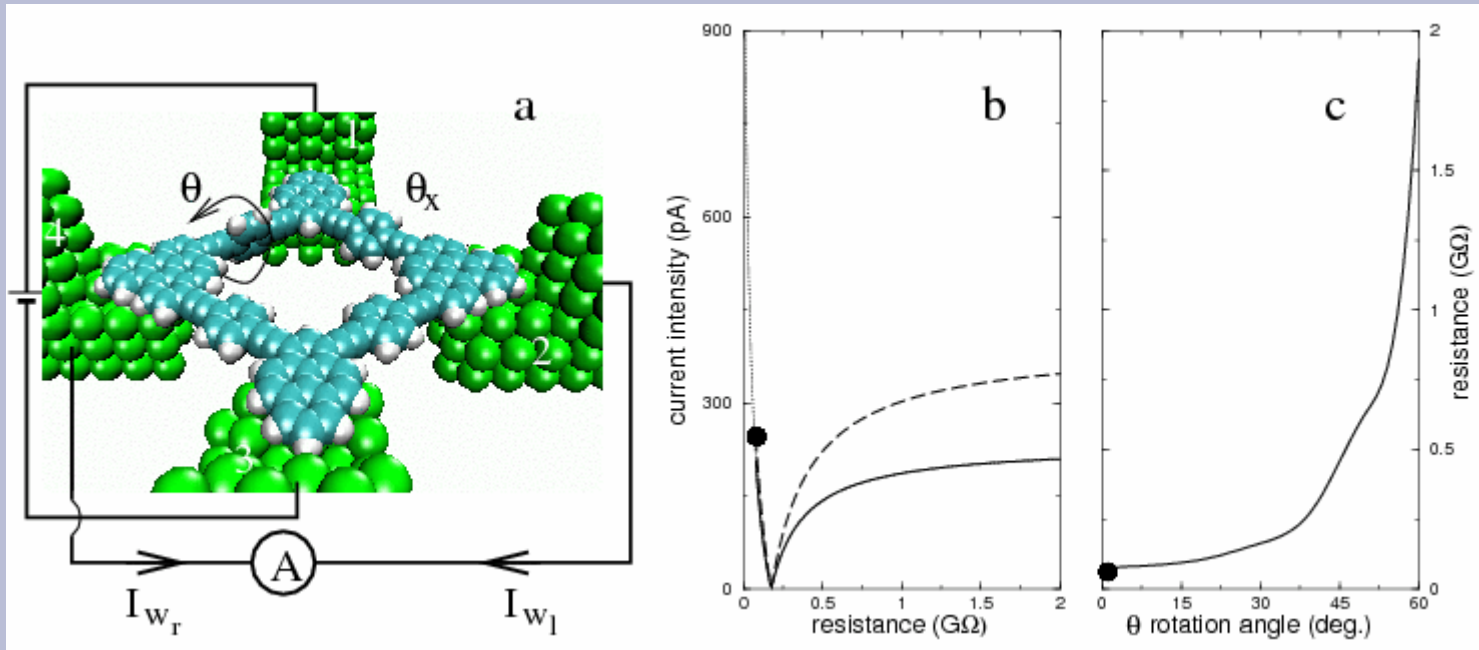 a
1
θ
θx
4
2
3
A
Iwr
Iwl
b
900
600
300
0
current intensity (pA)
0
0.5
1
1.5
2
resistance (GΩ)
c
2
1.5
1
0.5
0
resistance (GΩ)
0
15
30
45
60
θ rotation angle (deg.)